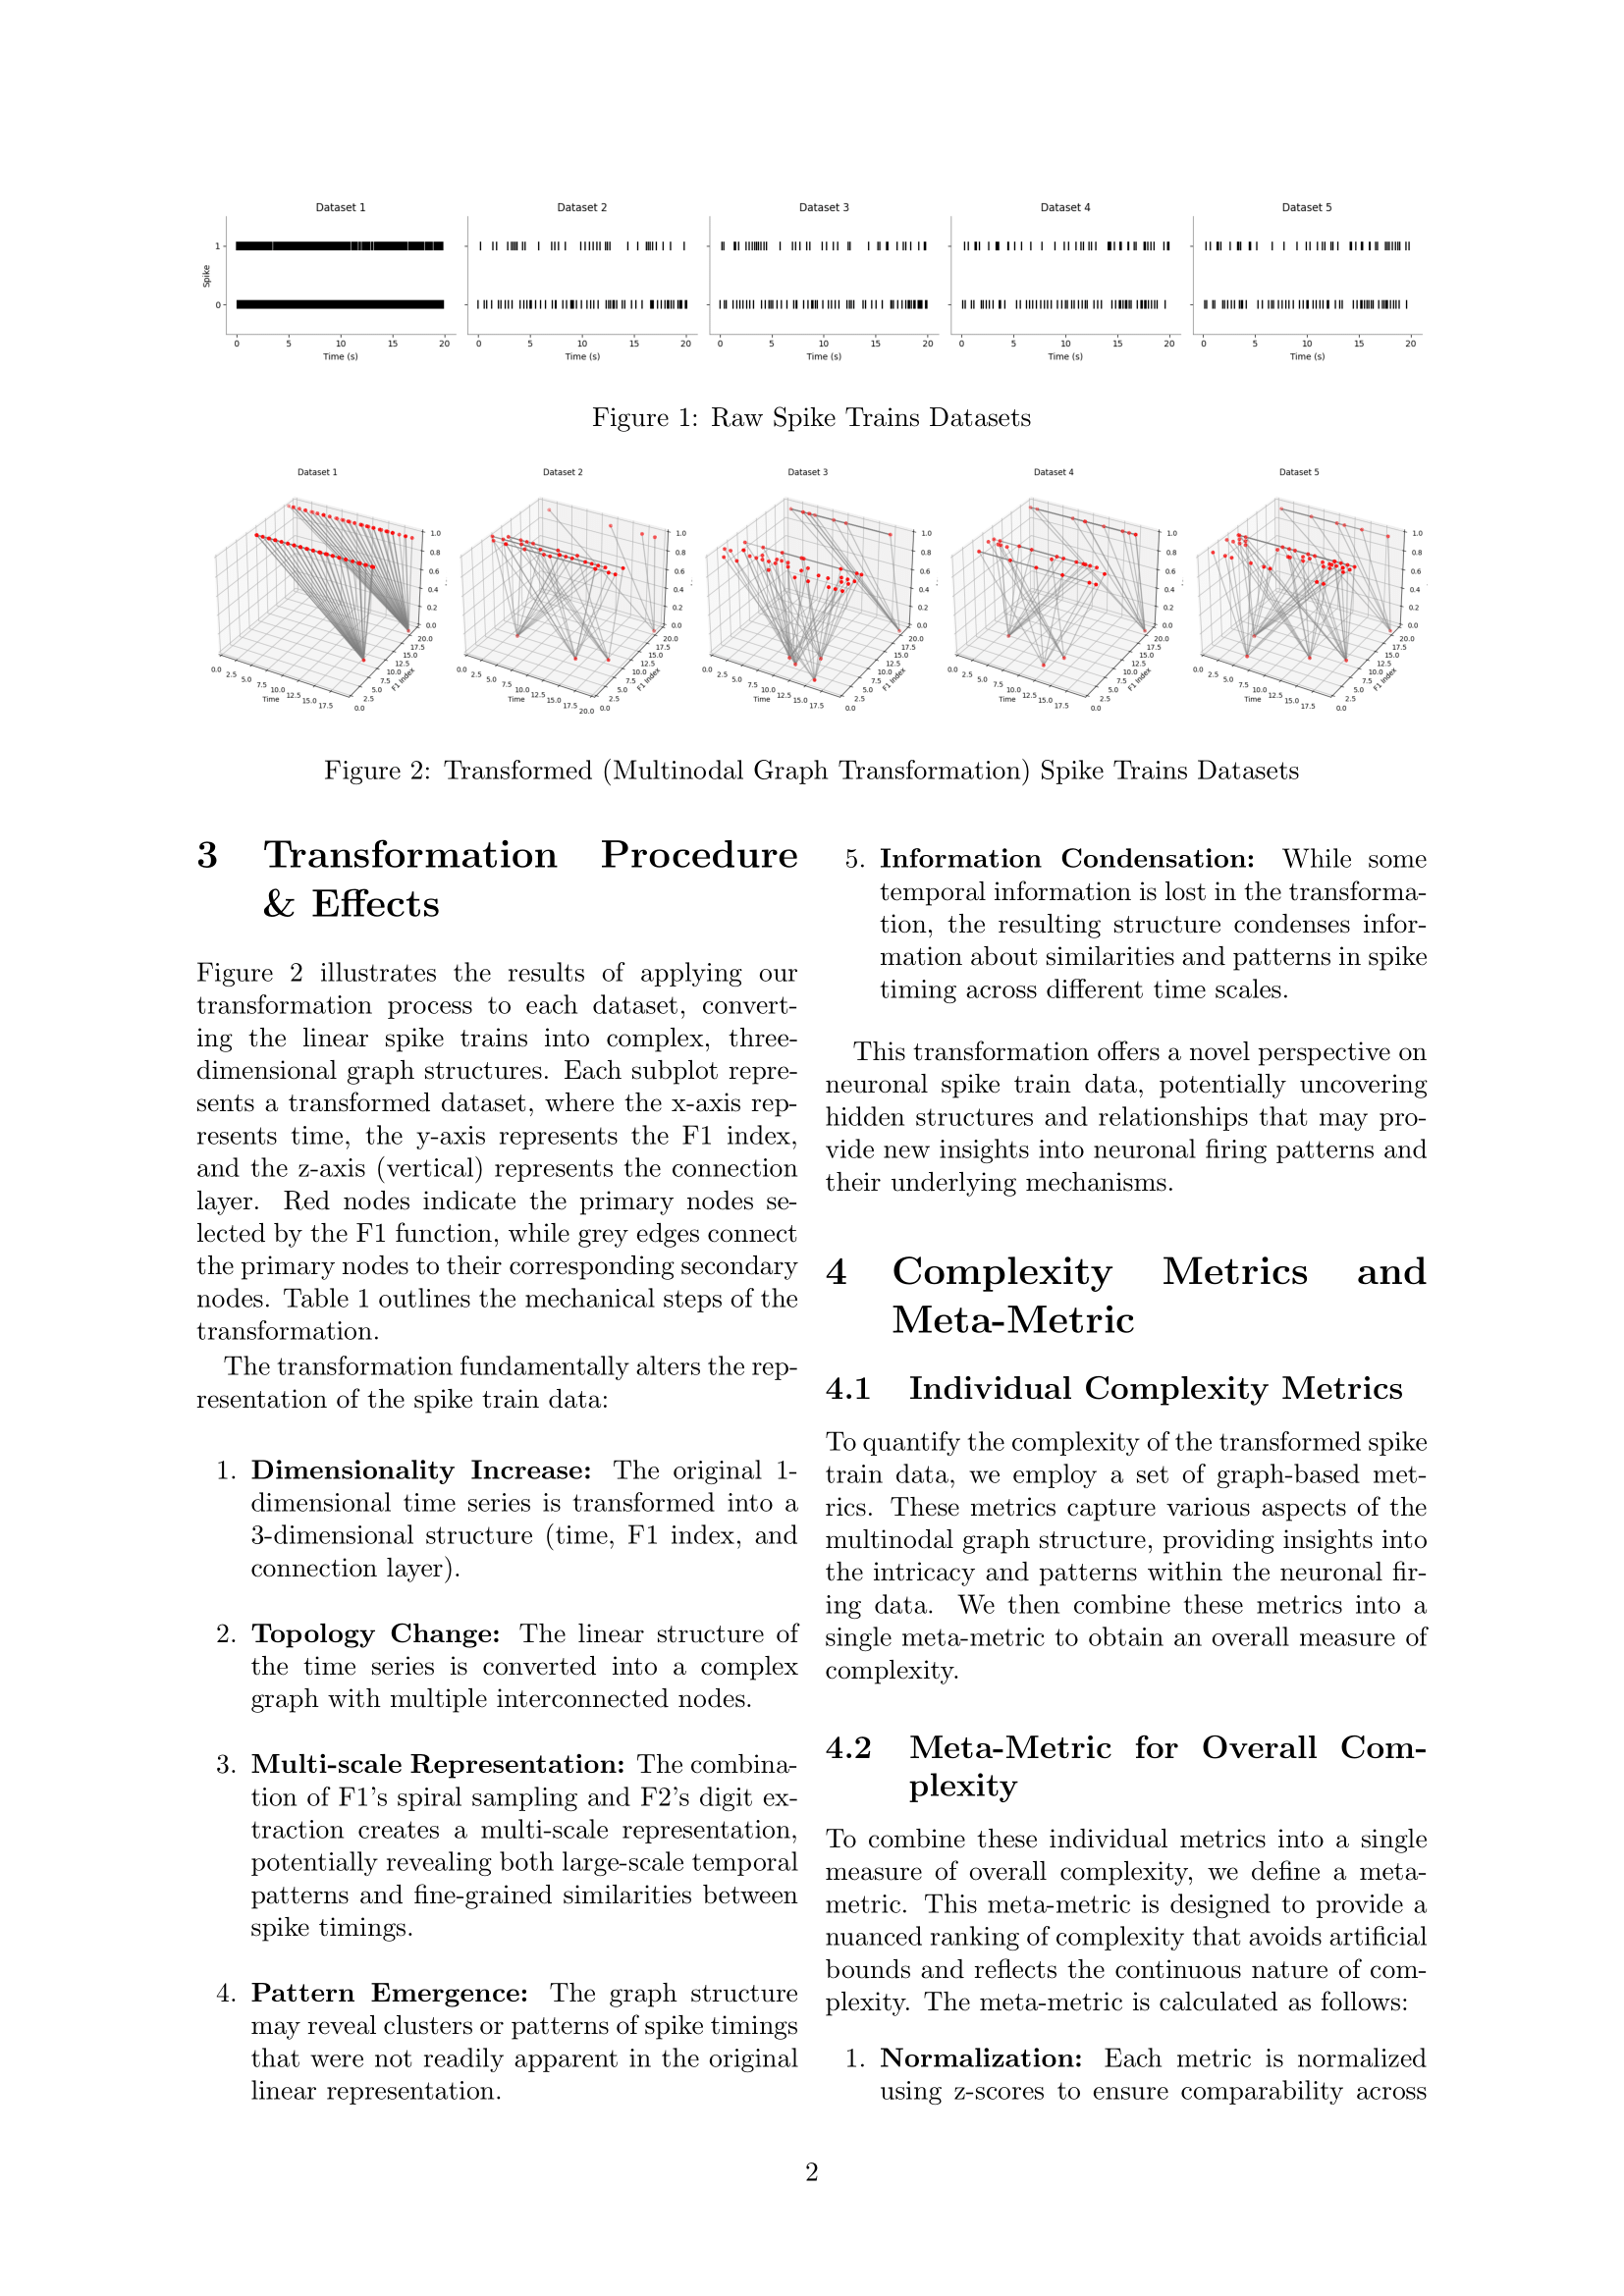 Dataset 1
Dataset 2
Dataset 3
Dataset 4
Dataset 5
Spike
1
0
0 5 10 15 20
0 5 10 15 20
0 5 10 15 20
0 5 10 15 20
0 5 10 15 20
Time (s)
Time (s)
Time (s)
Time (s)
Time (s)
Figure 1: Raw Spike Trains Datasets
Dataset 1
Dataset 2
Dataset 3
Dataset 4
Dataset 5
0.0 2.5 5.0 7.5 10.0 12.5 15.0 17.5
Time
0.0 2.5 5.0 7.5 10.0 12.5 15.0 17.5 20.0
F1 Index
0.0 0.2 0.4 0.6 0.8 1.0
0.0 2.5 5.0 7.5 10.0 12.5 15.0 17.5 20.0
Time
0.0 2.5 5.0 7.5 10.0 12.5 15.0 17.5 20.0
F1 Index
0.0 0.2 0.4 0.6 0.8 1.0
0.0 2.5 5.0 7.5 10.0 12.5 15.0 17.5
Time
0.0 2.5 5.0 7.5 10.0 12.5 15.0 17.5 20.0
F1 Index
0.0 0.2 0.4 0.6 0.8 1.0
0.0 2.5 5.0 7.5 10.0 12.5 15.0 17.5
Time
0.0 2.5 5.0 7.5 10.0 12.5 15.0 17.5 20.0
F1 Index
0.0 0.2 0.4 0.6 0.8 1.0
0.0 2.5 5.0 7.5 10.0 12.5 15.0 17.5
Time
0.0 2.5 5.0 7.5 10.0 12.5 15.0 17.5 20.0
F1 Index
0.0 0.2 0.4 0.6 0.8 1.0
Figure 2: Transformed (Multinodal Graph Transformation) Spike Trains Datasets
3 Transformation Procedure
& Effects
Figure 2 illustrates the results of applying our
transformation process to each dataset, convert-
ing the linear spike trains into complex, three-
dimensional graph structures. Each subplot repre-
sents a transformed dataset, where the x-axis rep-
resents time, the y-axis represents the F1 index,
and the z-axis (vertical) represents the connection
layer. Red nodes indicate the primary nodes se-
lected by the F1 function, while grey edges connect
the primary nodes to their corresponding secondary
nodes. Table 1 outlines the mechanical steps of the
transformation.
The transformation fundamentally alters the rep-
resentation of the spike train data:
1. Dimensionality Increase: The original 1-
dimensional time series is transformed into a
3-dimensional structure (time, F1 index, and
connection layer).
2. Topology Change: The linear structure of
the time series is converted into a complex
graph with multiple interconnected nodes.
3. Multi-scale Representation: The combina-
tion of F1's spiral sampling and F2's digit ex-
traction creates a multi-scale representation,
potentially revealing both large-scale temporal
patterns and fine-grained similarities between
spike timings.
4. Pattern Emergence: The graph structure
may reveal clusters or patterns of spike timings
that were not readily apparent in the original
linear representation.
5. Information Condensation: While some
temporal information is lost in the transforma-
tion, the resulting structure condenses infor-
mation about similarities and patterns in spike
timing across different time scales.
This transformation offers a novel perspective on
neuronal spike train data, potentially uncovering
hidden structures and relationships that may pro-
vide new insights into neuronal firing patterns and
their underlying mechanisms.
4 Complexity Metrics and
Meta-Metric
4.1 Individual Complexity Metrics
To quantify the complexity of the transformed spike
train data, we employ a set of graph-based met-
rics. These metrics capture various aspects of the
multinodal graph structure, providing insights into
the intricacy and patterns within the neuronal fir-
ing data. We then combine these metrics into a
single meta-metric to obtain an overall measure of
complexity.
4.2 Meta-Metric for Overall Com-
plexity
To combine these individual metrics into a single
measure of overall complexity, we define a meta-
metric. This meta-metric is designed to provide a
nuanced ranking of complexity that avoids artificial
bounds and reflects the continuous nature of com-
plexity. The meta-metric is calculated as follows:
1. Normalization: Each metric is normalized
using z-scores to ensure comparability across
2